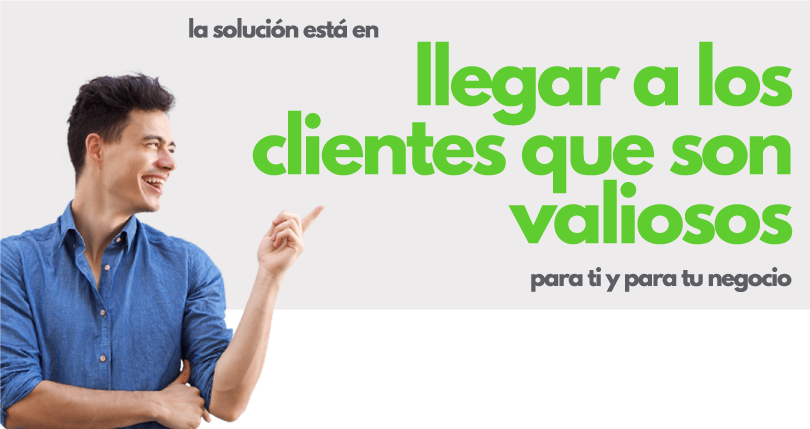 la solución está en
llegar a los
clientes que son
valiosos
para ti y para tu negocio